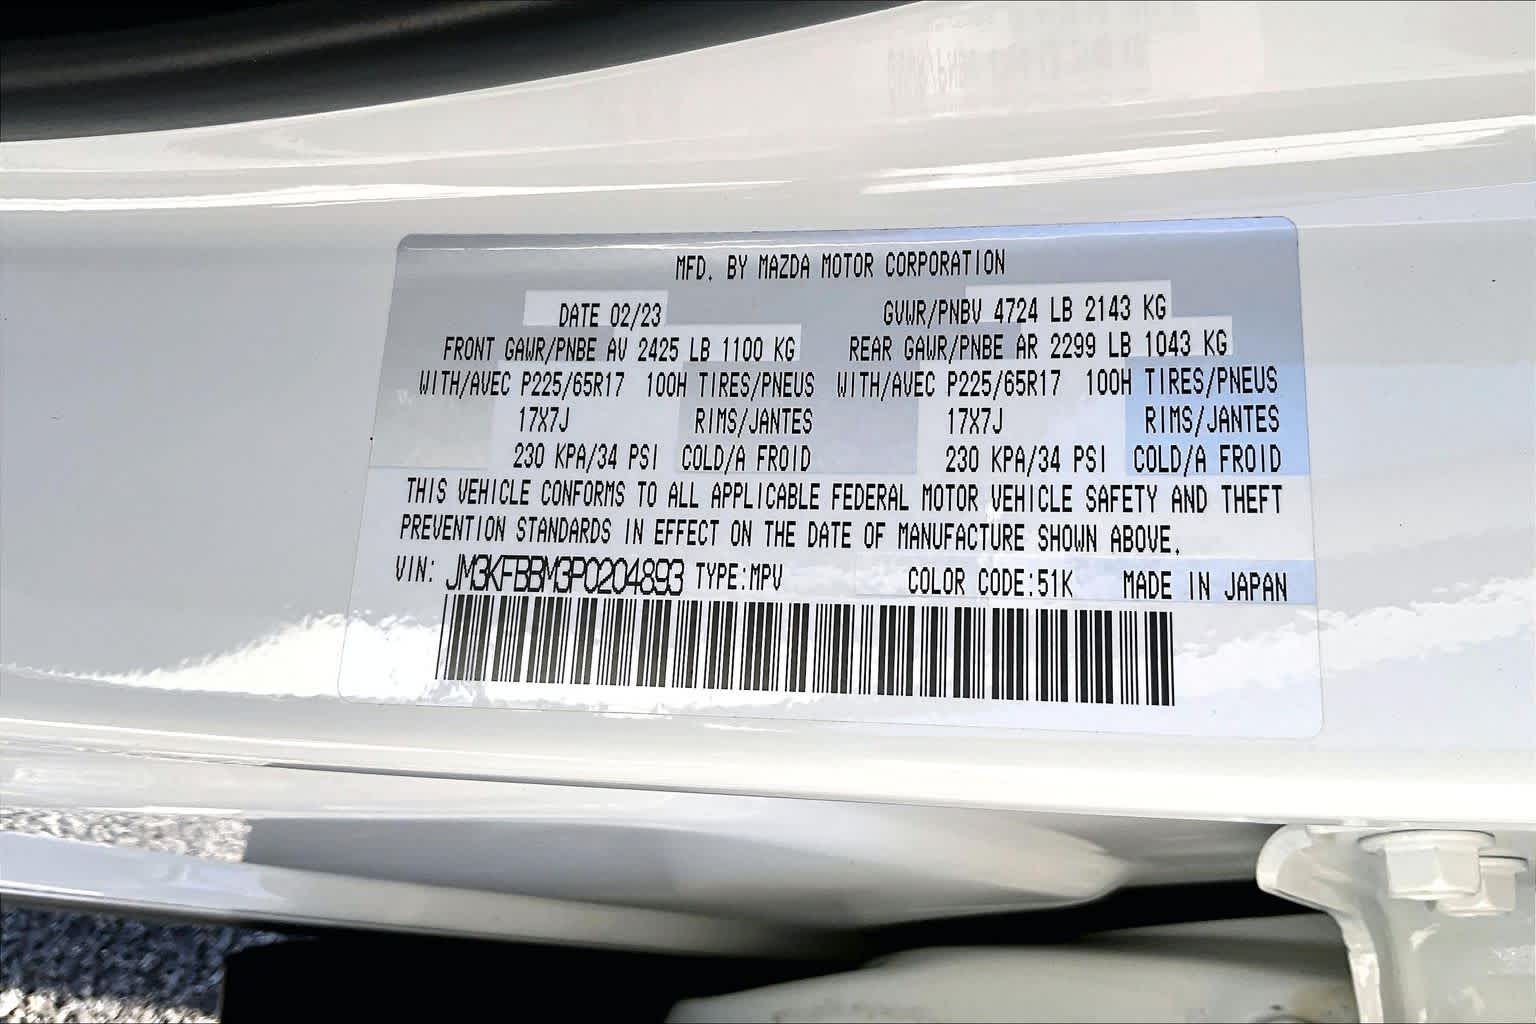 MFD. BY MAZDA MOTOR CORPORATION
DATE 02/23 GVWR/PNBV 4724 LB 2143 KG
FRONT GAWR/PNBE AV 2425 LB 1100 KG REAR GAWR/PNBE AR 2299 LB 1043 KG
WITH/AVEC P225/65R17 100H TIRES/PNEUS WITH/AVEC P225/65R17 100H TIRES/PNEUS
17X7J RIMS/JANTES 17X7J RIMS/JANTES
230 KPA/34 PSI COLD/A FROID 230 KPA/34 PSI COLD/A FROID
THIS VEHICLE CONFORMS TO ALL APPLICABLE FEDERAL MOTOR VEHICLE SAFETY AND THEFT
PREVENTION STANDARDS IN EFFECT ON THE DATE OF MANUFACTURE SHOWN ABOVE.
VIN: JM3KFBBM3P0204893 TYPE:MPV COLOR CODE:51K MADE IN JAPAN